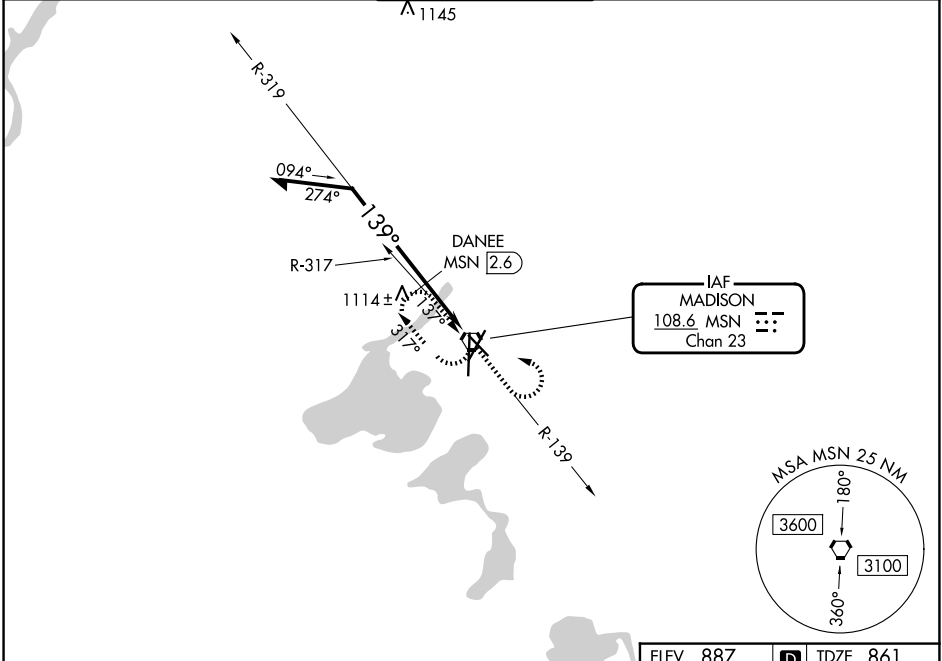 1145
R-319
094°
274°
139°
DANEE
MSN 2.6
R-317
1114 ±
137°
317°
IAF
MADISON
108.6 MSN
Chan 23
R-139
MSA MSN 25 NM
180°
3600
3100
360°
ELEV 887 D TDZE 861